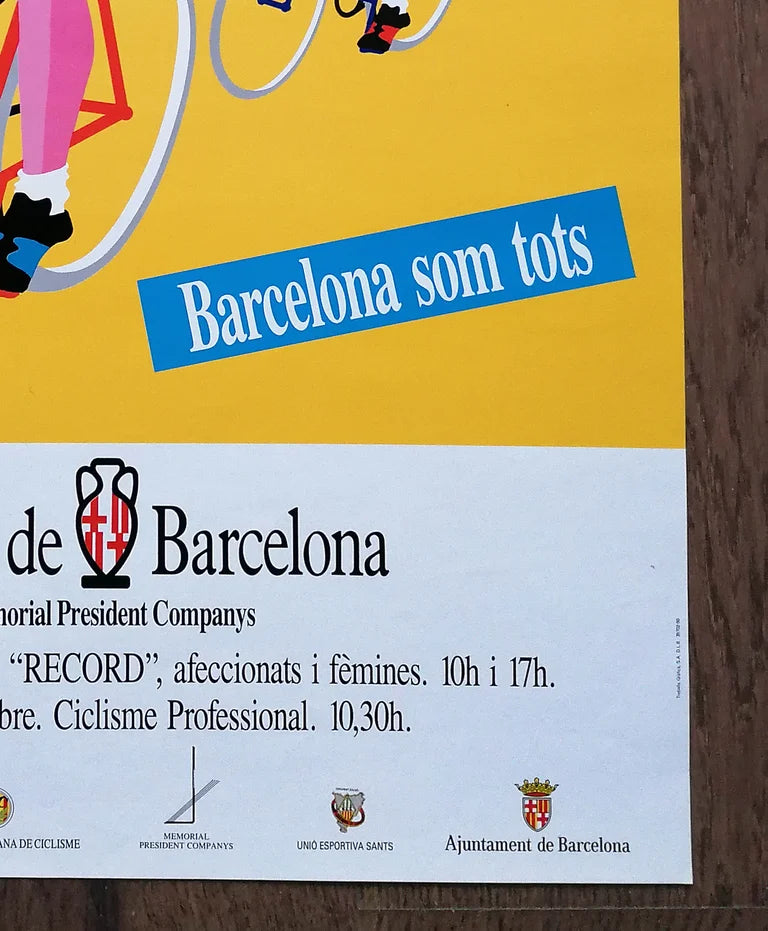 Barcelona som tots
de Barcelona
morial President Companys
“RECORD”, afeccionats i fèmines. 10h i 17h.
bre. Ciclisme Professional. 10,30h.
ANA DE CICLISME
MEMORIAL
PRESIDENT COMPANYS
UNIÓ ESPORTIVA SANTS
Ajuntament de Barcelona